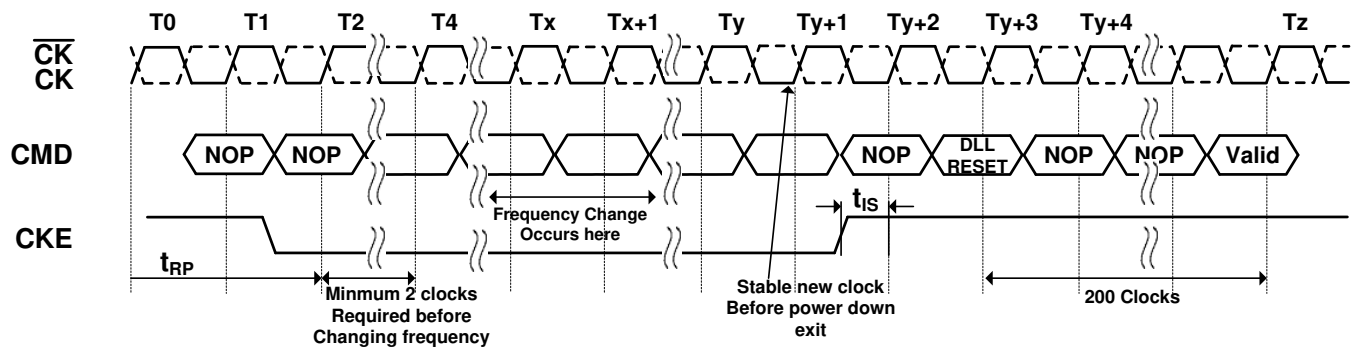 T0 T1 T2 T4 Tx Tx+1 Ty Ty+1 Ty+2 Ty+3 Ty+4 Tz
CK
CK
CMD NOP NOP NOP DLL RESET NOP NOP Valid
tIS
Frequency Change
Occurs here
CKE
tRP
Minmum 2 clocks
Required before
Changing frequency
Stable new clock
Before power down
exit
200 Clocks